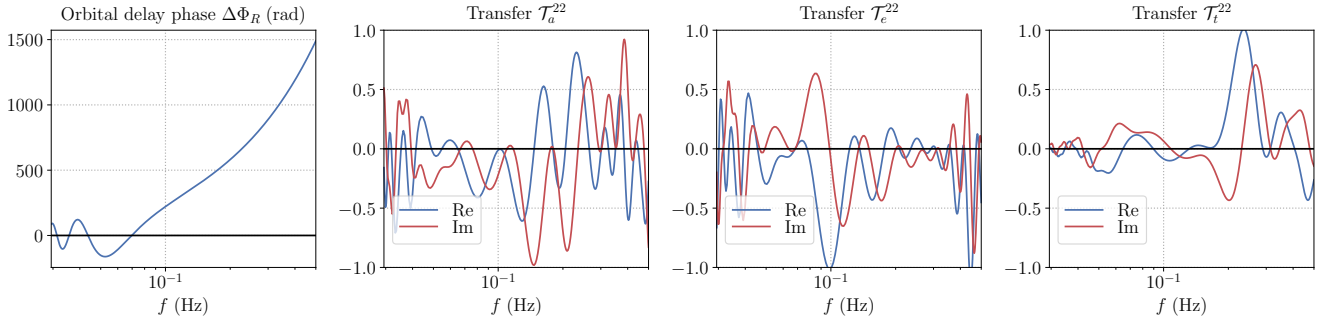 Orbital delay phase ΔΦ_R (rad)
1500
1000
500
0
10⁻¹
f (Hz)
Transfer 𝒯_a^22
1.0
0.5
0.0
−0.5
−1.0
Re
Im
10⁻¹
f (Hz)
Transfer 𝒯_e^22
1.0
0.5
0.0
−0.5
−1.0
Re
Im
10⁻¹
f (Hz)
Transfer 𝒯_t^22
1.0
0.5
0.0
−0.5
−1.0
Re
Im
10⁻¹
f (Hz)